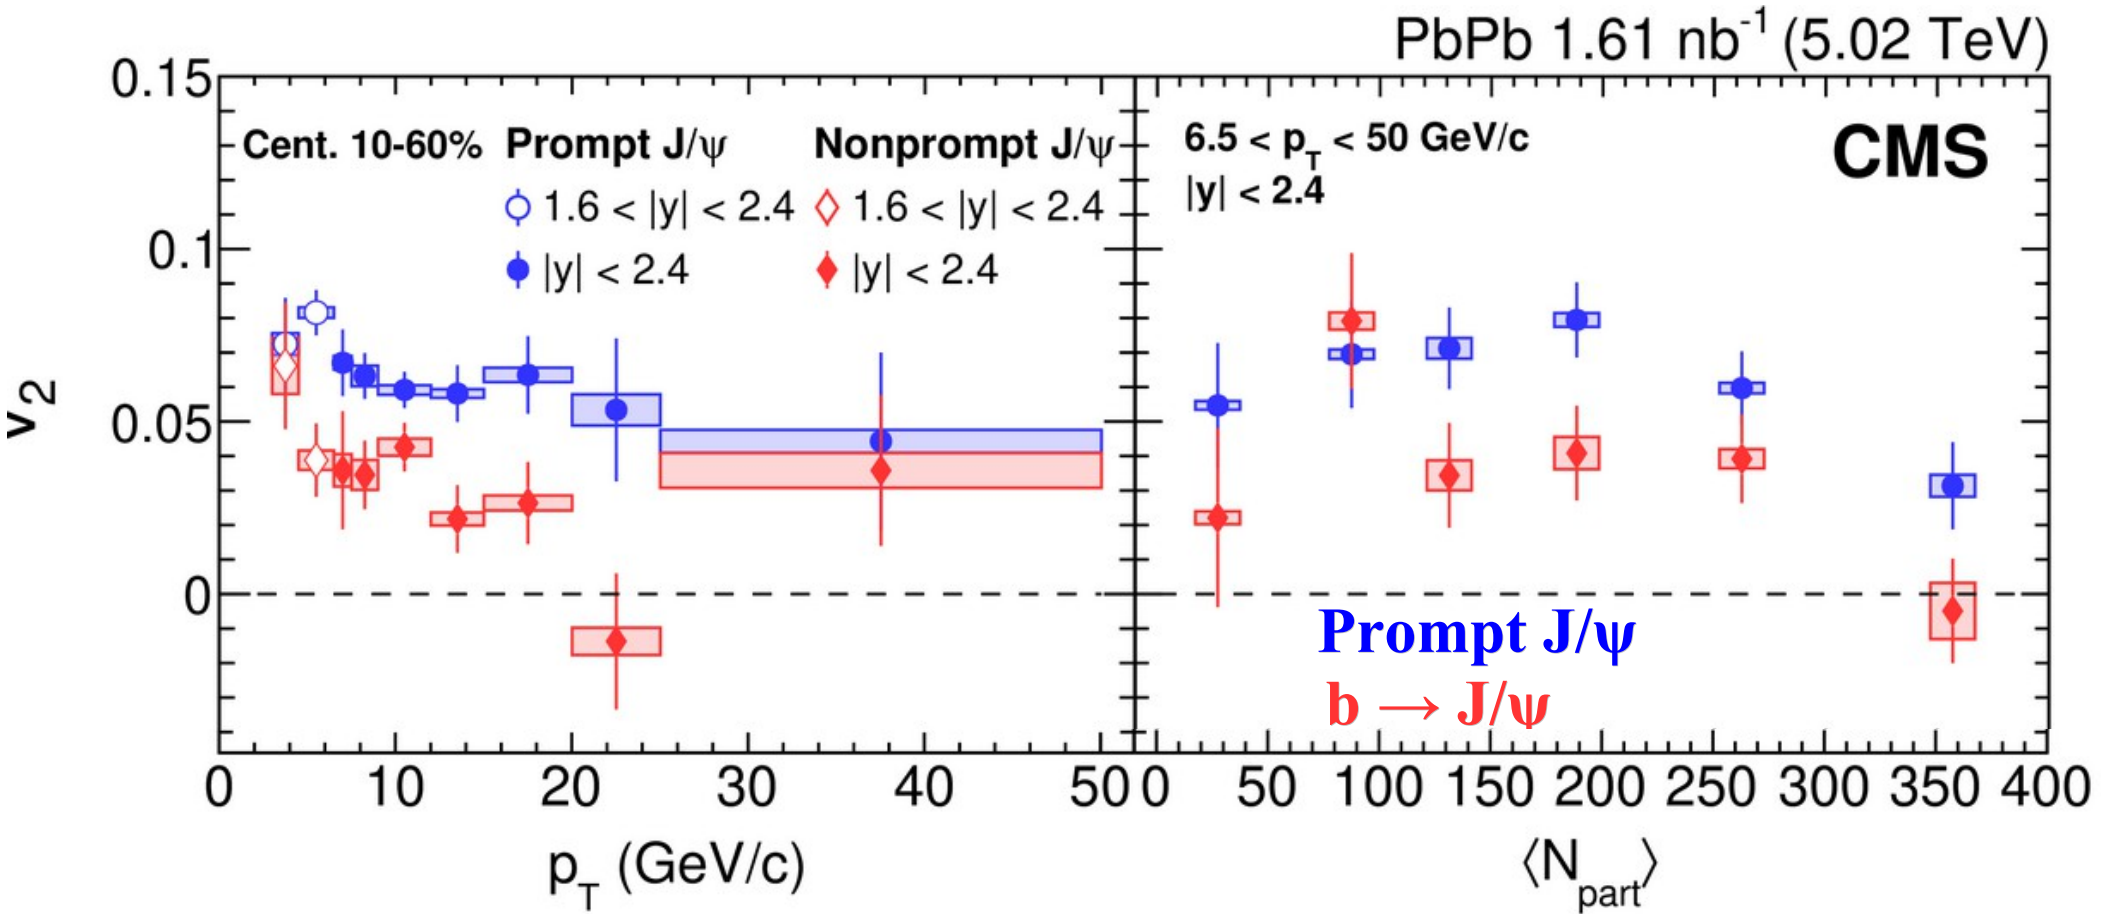 PbPb 1.61 nb⁻¹ (5.02 TeV)
0.15
0.1
0.05
0
v₂
Cent. 10-60% Prompt J/ψ Nonprompt J/ψ
1.6 < |y| < 2.4 1.6 < |y| < 2.4
|y| < 2.4 |y| < 2.4
0 10 20 30 40 50
p_T (GeV/c)
6.5 < p_T < 50 GeV/c
|y| < 2.4
CMS
Prompt J/ψ
b → J/ψ
0 50 100 150 200 250 300 350 400
⟨N_part⟩